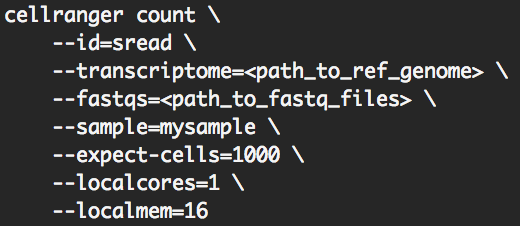 cellranger count \
--id=sread \
--transcriptome=<path_to_ref_genome> \
--fastqs=<path_to_fastq_files> \
--sample=mysample \
--expect-cells=1000 \
--localcores=1 \
--localmem=16